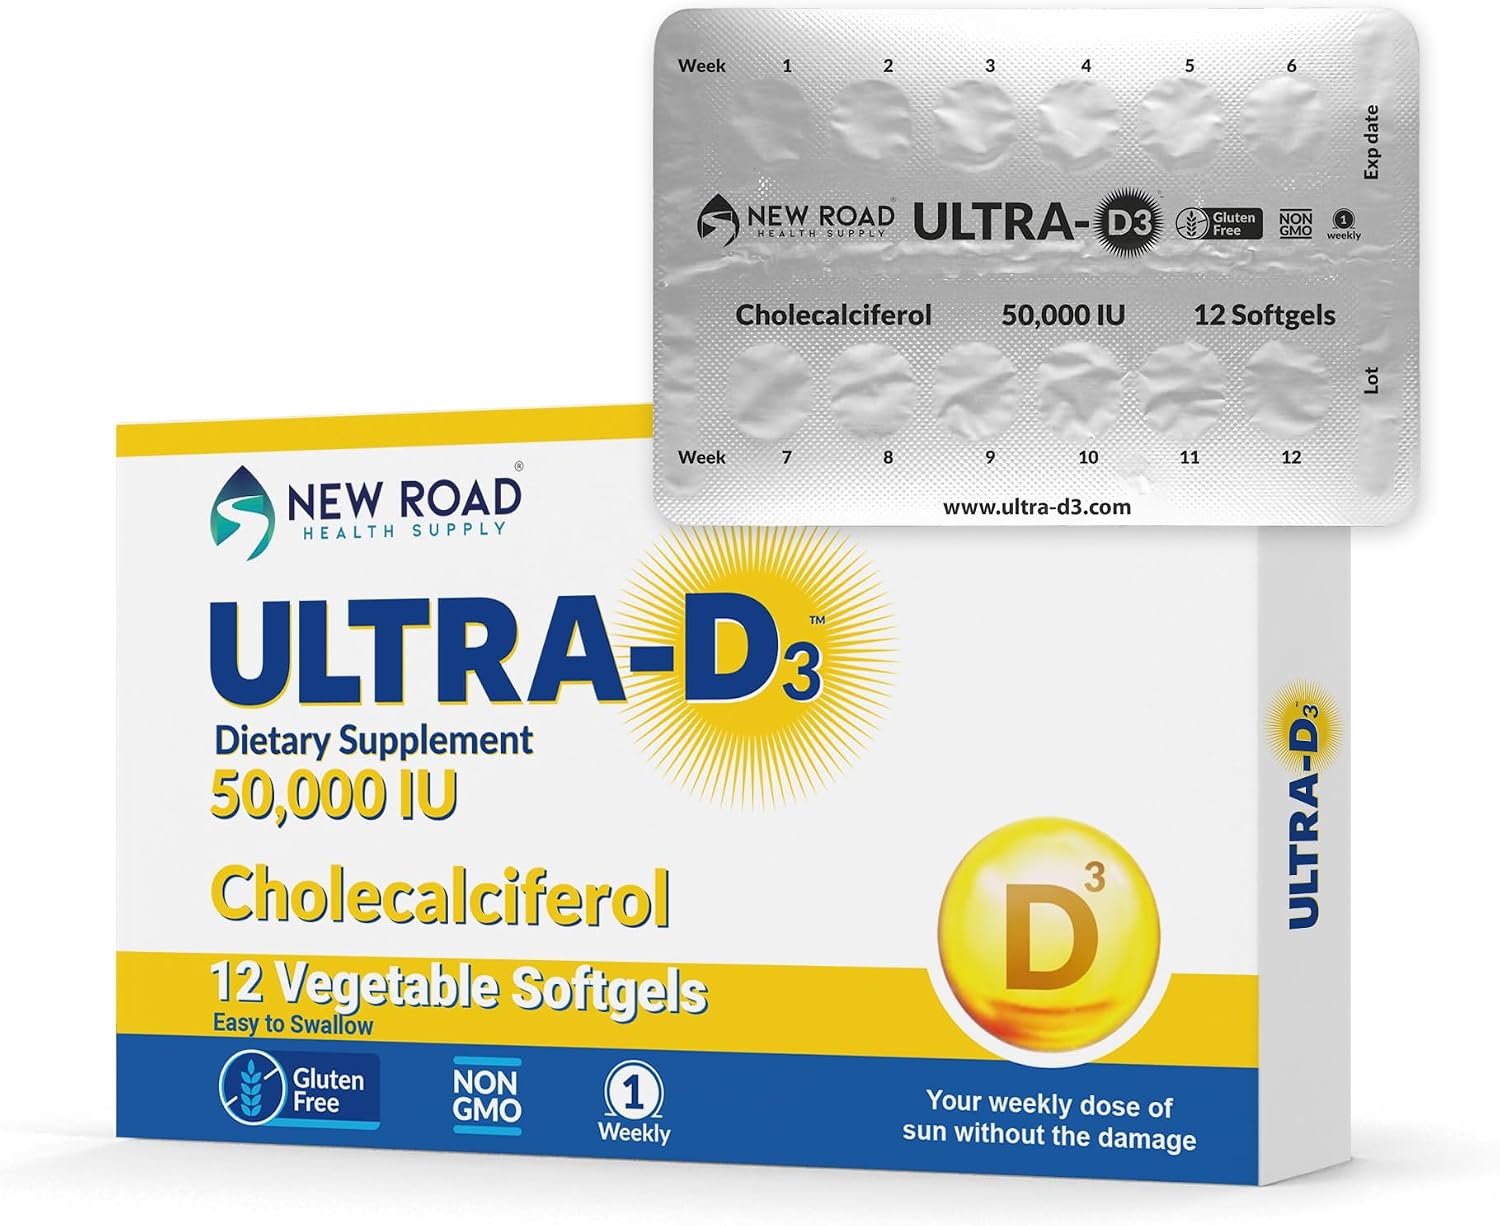 Week 1 2 3 4 5 6
Exp date
NEW ROAD®
HEALTH SUPPLY
ULTRA-D3
Gluten
Free
NON
GMO
1
weekly
Cholecalciferol 50,000 IU 12 Softgels
Lot
Week 7 8 9 10 11 12
www.ultra-d3.com
NEW ROAD®
HEALTH SUPPLY
ULTRA-D3™
Dietary Supplement
50,000 IU
Cholecalciferol
12 Vegetable Softgels
Easy to Swallow
Gluten
Free
NON
GMO
1
Weekly
D3
Your weekly dose of
sun without the damage
ULTRA-D3™